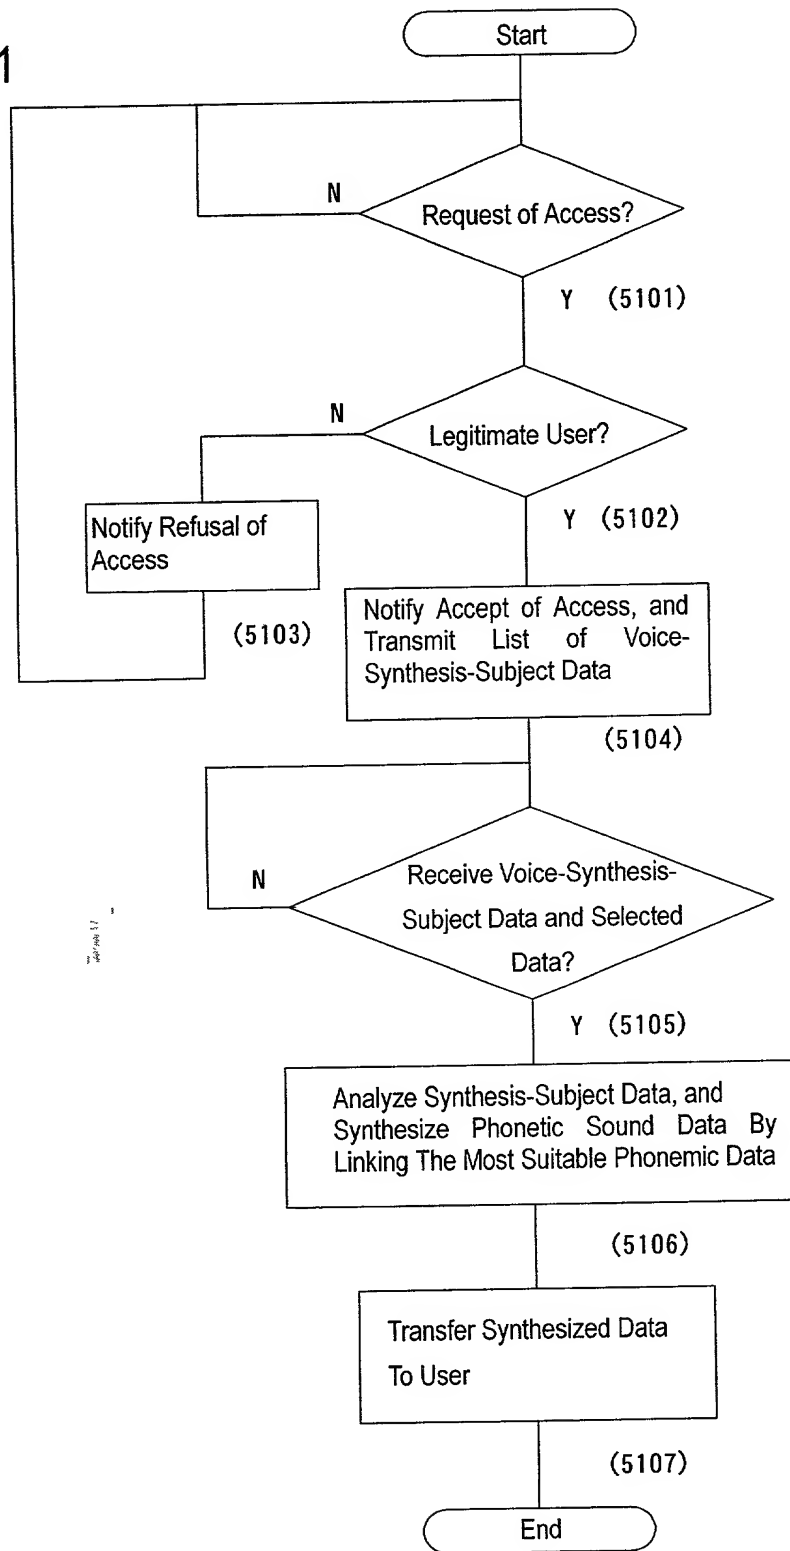 1
Start
N
Request of Access?
Y (5101)
N
Legitimate User?
Y (5102)
Notify Refusal of
Access
(5103)
Notify Accept of Access, and
Transmit List of Voice-
Synthesis-Subject Data
(5104)
N
Receive Voice-Synthesis-
Subject Data and Selected
Data?
Y (5105)
Analyze Synthesis-Subject Data, and
Synthesize Phonetic Sound Data By
Linking The Most Suitable Phonemic Data
(5106)
Transfer Synthesized Data
To User
(5107)
End